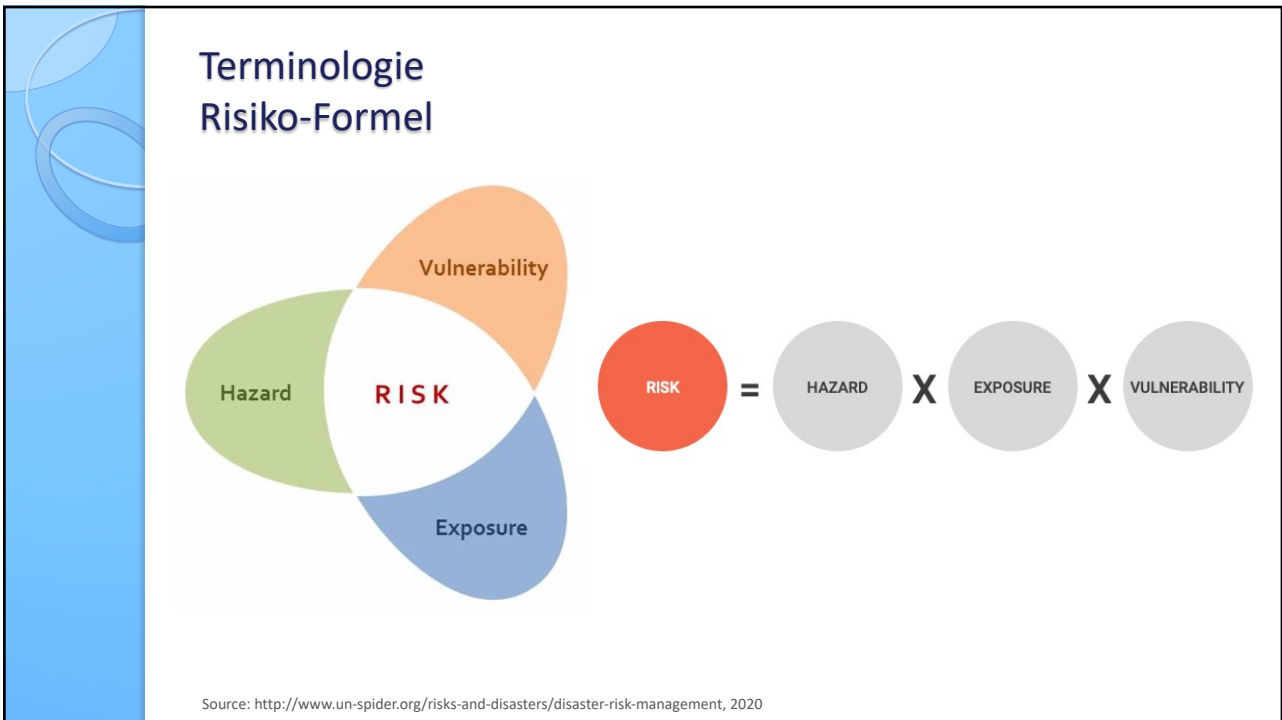 Terminologie
Risiko-Formel
Vulnerability
Hazard
RISK
Exposure
RISK = HAZARD X EXPOSURE X VULNERABILITY
Source: http://www.un-spider.org/risks-and-disasters/disaster-risk-management, 2020